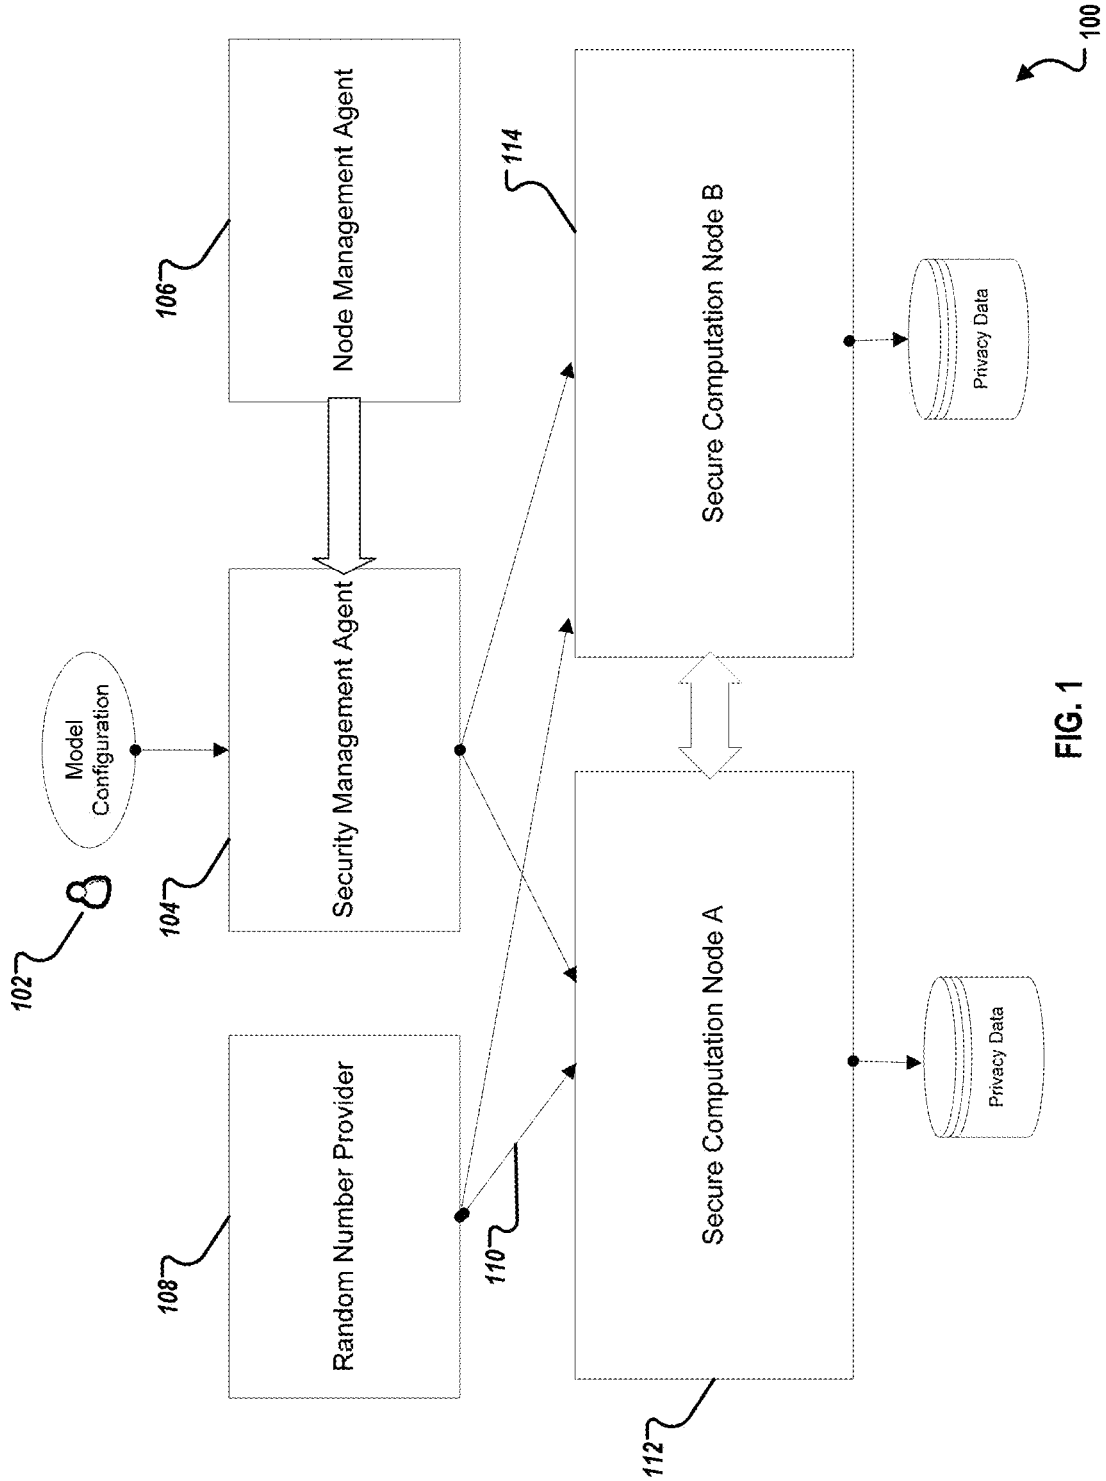 102
Model
Configuration
108
104
106
Random Number Provider
Security Management Agent
Node Management Agent
110
114
112
Secure Computation Node A
Secure Computation Node B
Privacy Data
Privacy Data
100
FIG. 1